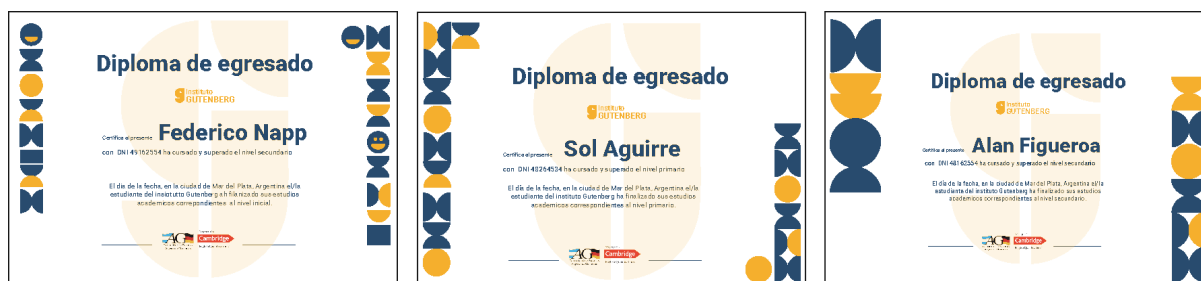 Diploma de egresado
instituto
GUTENBERG
Certifica al presente Federico Napp
con DNI 49162554 ha cursado y superado el nivel secundario
El día de la fecha, en la ciudad de Mar del Plata, Argentina el/la
estudiante del instituto Gutenberg ha finalizado sus estudios
academicos correspondientes al nivel inicial.
AG
Cambridge
Diploma de egresado
instituto
GUTENBERG
Certifica al presente Sol Aguirre
con DNI 48264534 ha cursado y superado el nivel primario
El día de la fecha, en la ciudad de Mar del Plata, Argentina el/la
estudiante del instituto Gutenberg ha finalizado sus estudios
academicos correspondientes al nivel primario.
AG
Cambridge
Diploma de egresado
instituto
GUTENBERG
Certifica al presente Alan Figueroa
con DNI 48162554 ha cursado y superado el nivel secundario
El día de la fecha, en la ciudad de Mar del Plata, Argentina el/la
estudiante del instituto Gutenberg ha finalizado sus estudios
academicos correspondientes al nivel secundario.
AG
Cambridge